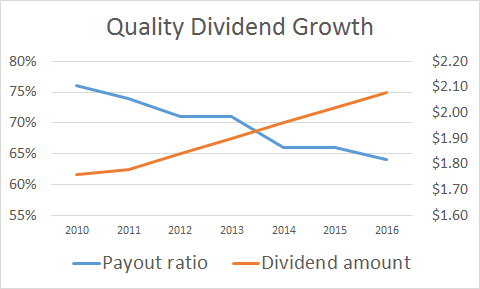 Quality Dividend Growth
80% $2.20
75% $2.10
70% $2.00
65% $1.90
60% $1.80
55% $1.70
$1.60
2010 2011 2012 2013 2014 2015 2016
Payout ratio Dividend amount